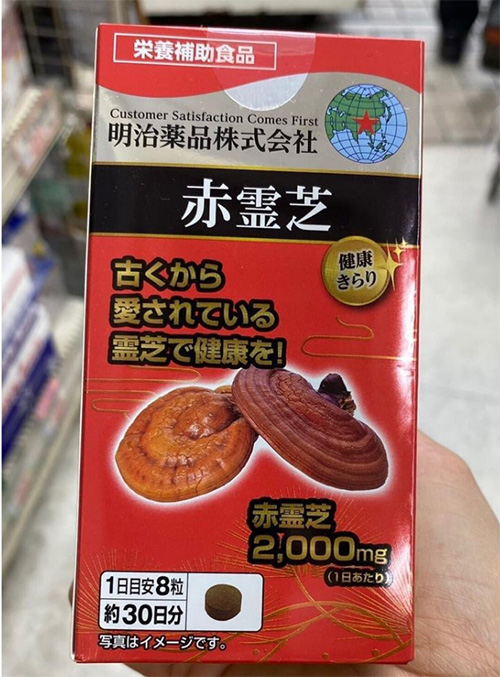 栄養補助食品
Customer Satisfaction Comes First
明治薬品株式会社
赤霊芝
健康
きらり
古くから
愛されている
霊芝で健康を!
赤霊芝
2,000mg
(1日あたり)
1日目安8粒
約30日分
写真はイメージです。